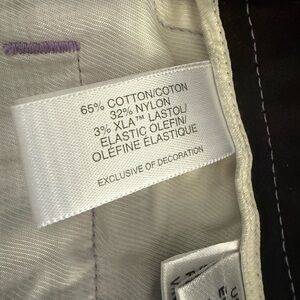 65% COTTON/COTON
32% NYLON
3% XLA™ LASTOL/
ELASTIC OLEFIN/
OLÉFINE ÉLASTIQUE
EXCLUSIVE OF DECORATION